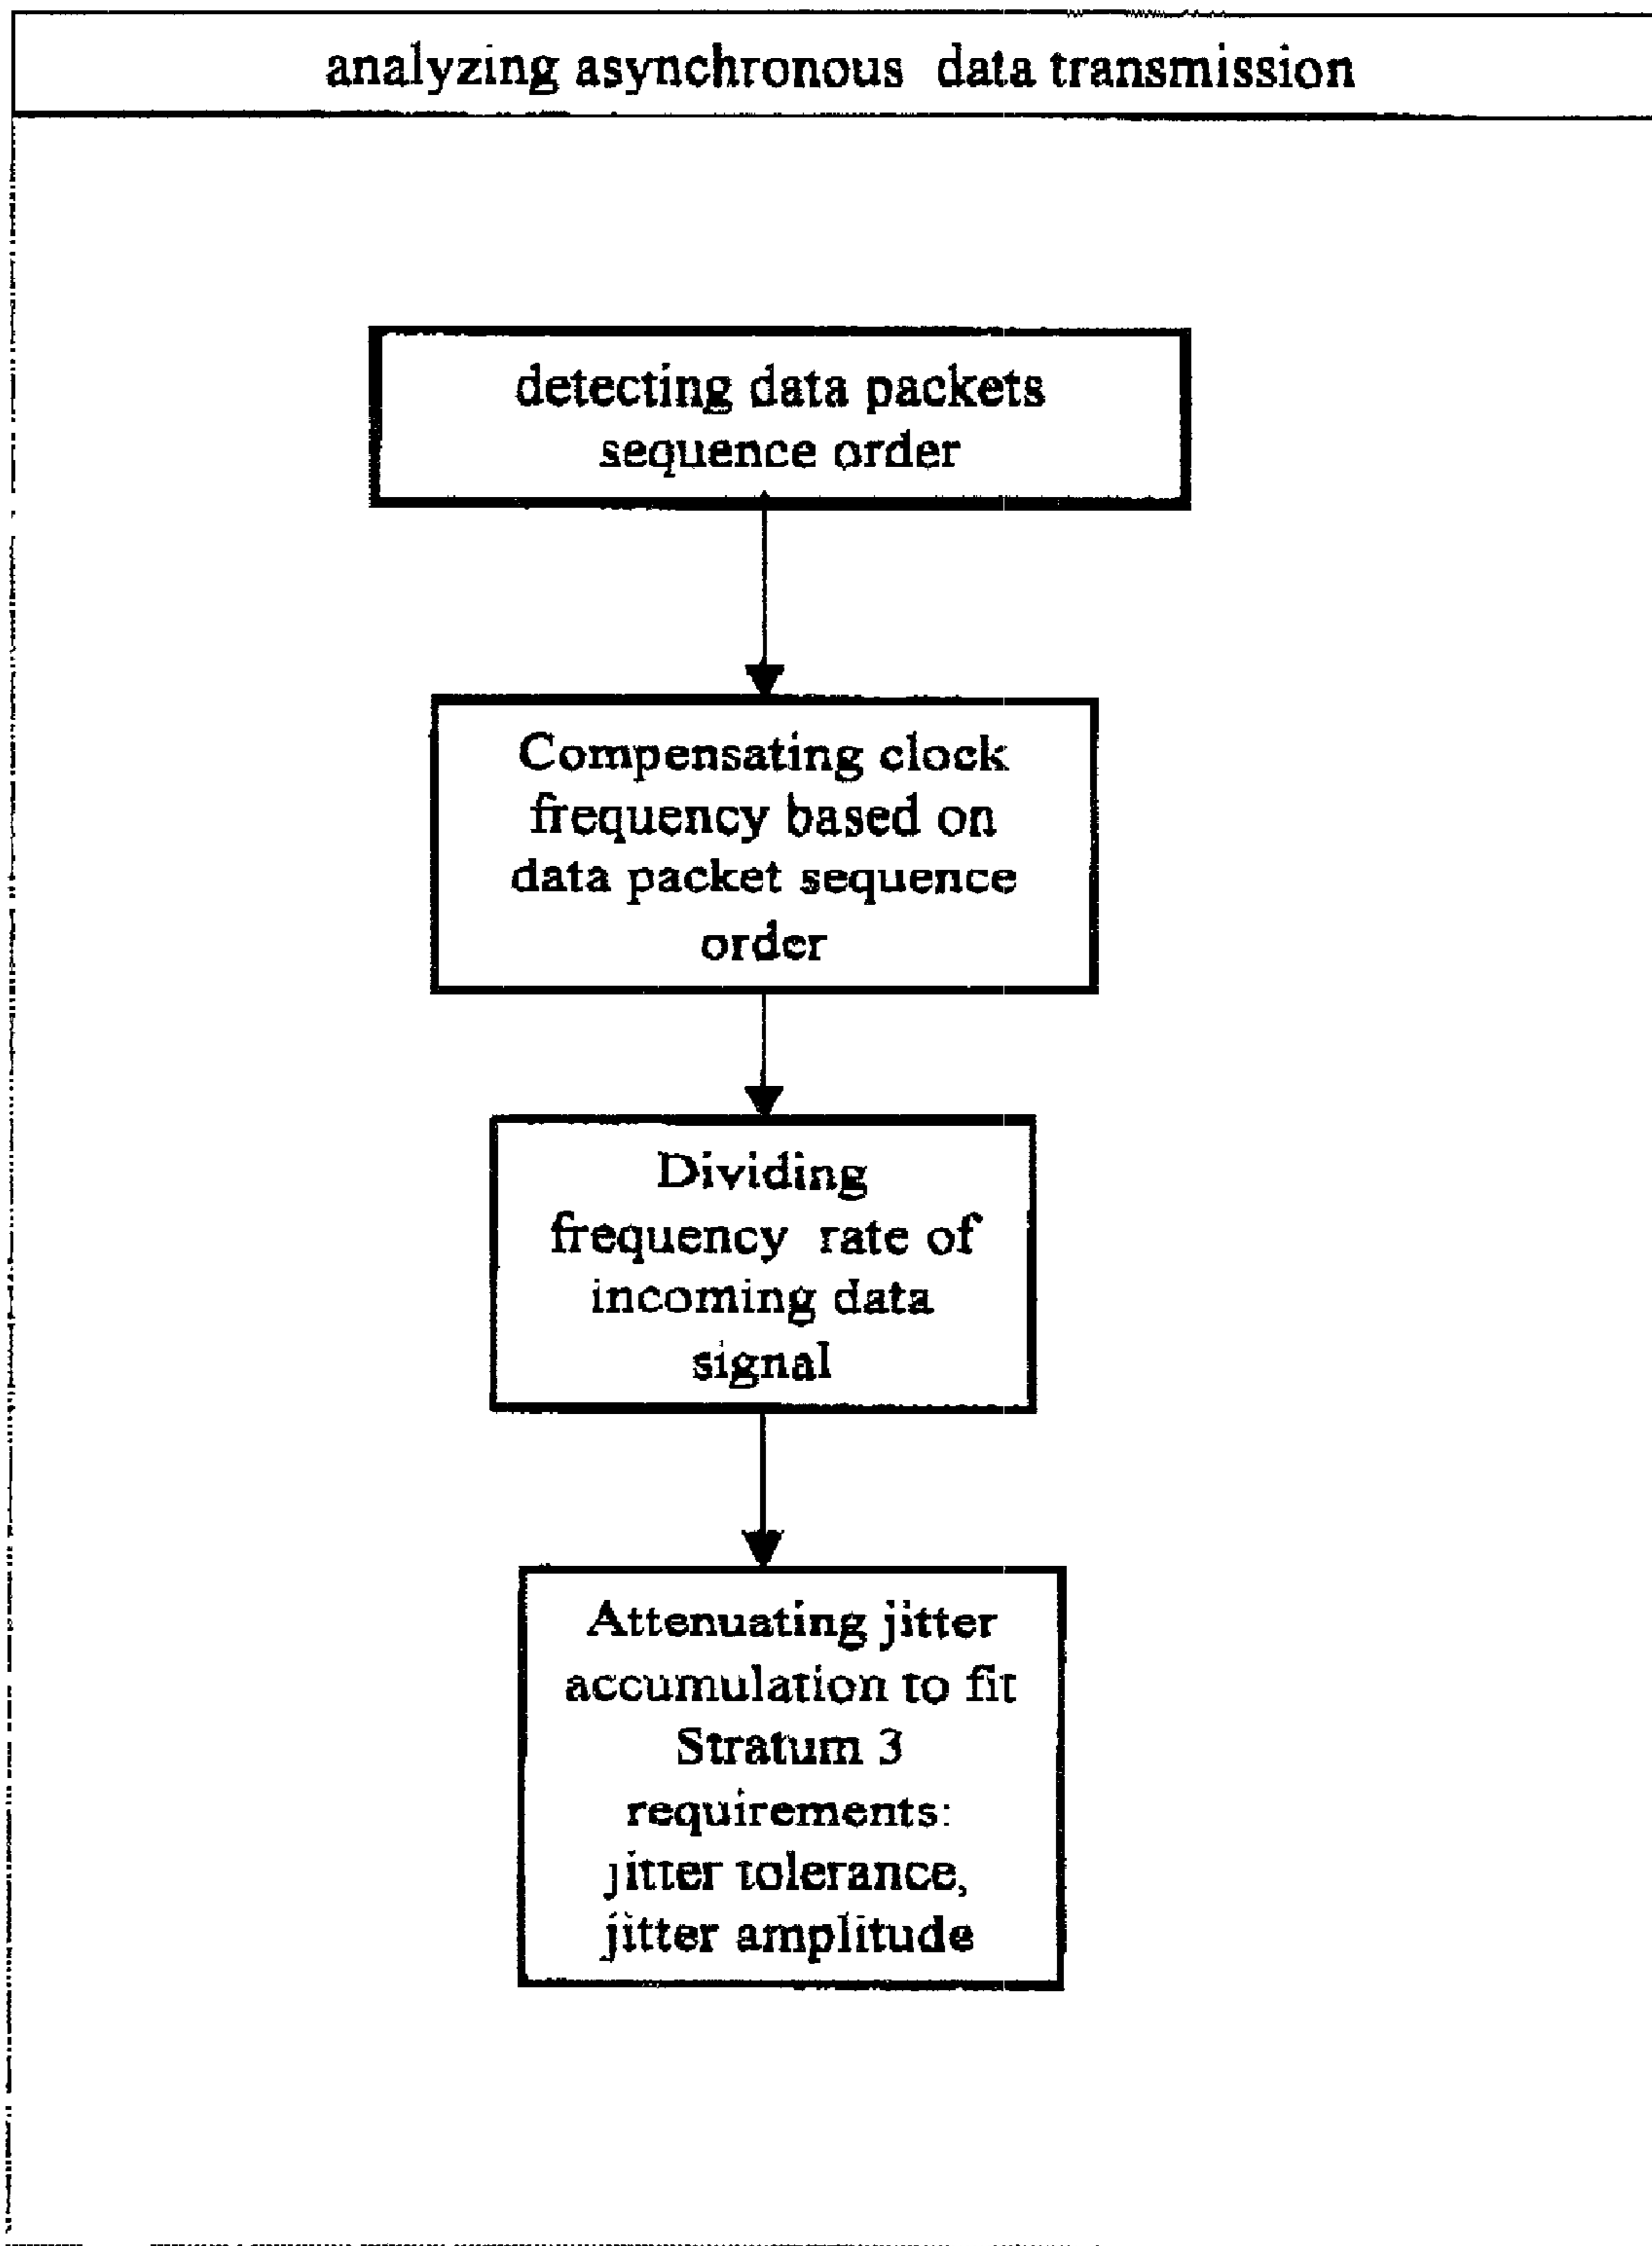 analyzing asynchronous data transmission
detecting data packets
sequence order
Compensating clock
frequency based on
data packet sequence
order
Dividing
frequency rate of
incoming data
signal
Attenuating jitter
accumulation to fit
Stratum 3
requirements:
jitter tolerance,
jitter amplitude